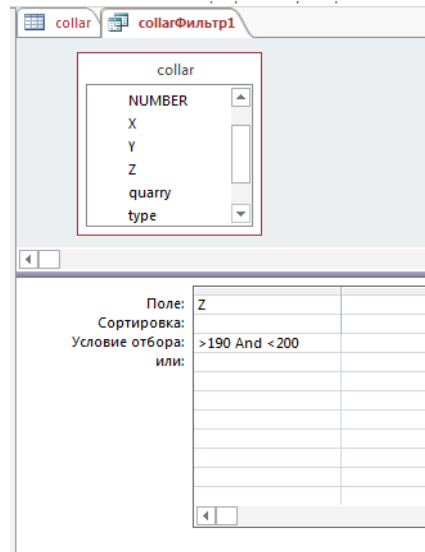 collar collarФильтр1
collar
NUMBER
X
Y
Z
quarry
type
Поле: Z
Сортировка:
Условие отбора: >190 And <200
или: